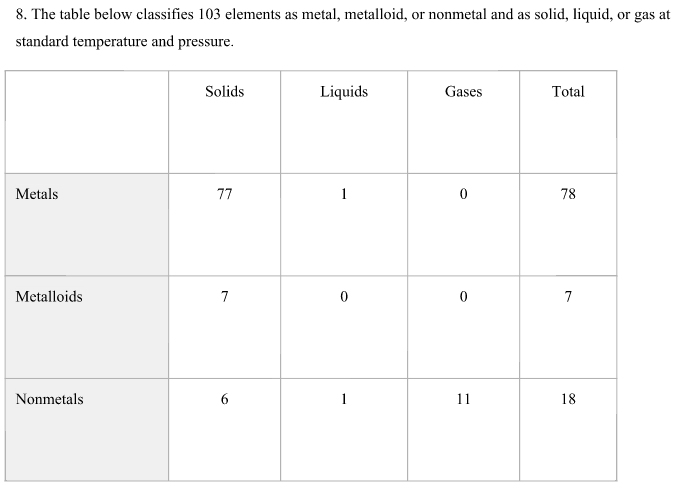 8. The table below classifies 103 elements as metal, metalloid, or nonmetal and as solid, liquid, or gas at
standard temperature and pressure.
Solids Liquids Gases Total
Metals 77 1 0 78
Metalloids 7 0 0 7
Nonmetals 6 1 11 18